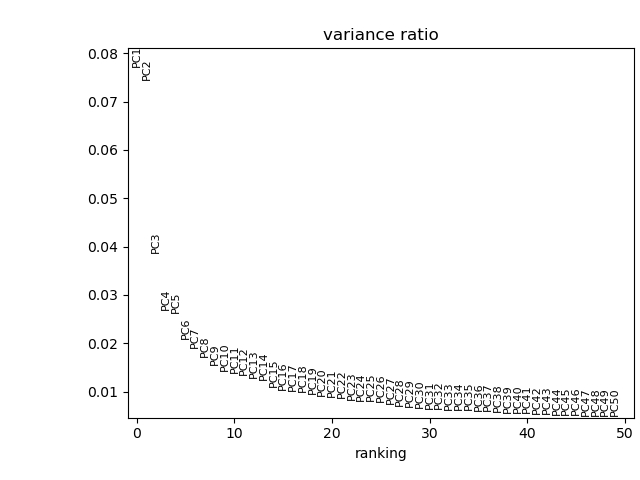 variance ratio
0.08
0.07
0.06
0.05
0.04
0.03
0.02
0.01
PC1
PC2
PC3
PC4
PC5
PC6
PC7
PC8
PC9
PC10
PC11
PC12
PC13
PC14
PC15
PC16
PC17
PC18
PC19
PC20
PC21
PC22
PC23
PC24
PC25
PC26
PC27
PC28
PC29
PC30
PC31
PC32
PC33
PC34
PC35
PC36
PC37
PC38
PC39
PC40
PC41
PC42
PC43
PC44
PC45
PC46
PC47
PC48
PC49
PC50
0 10 20 30 40 50
ranking